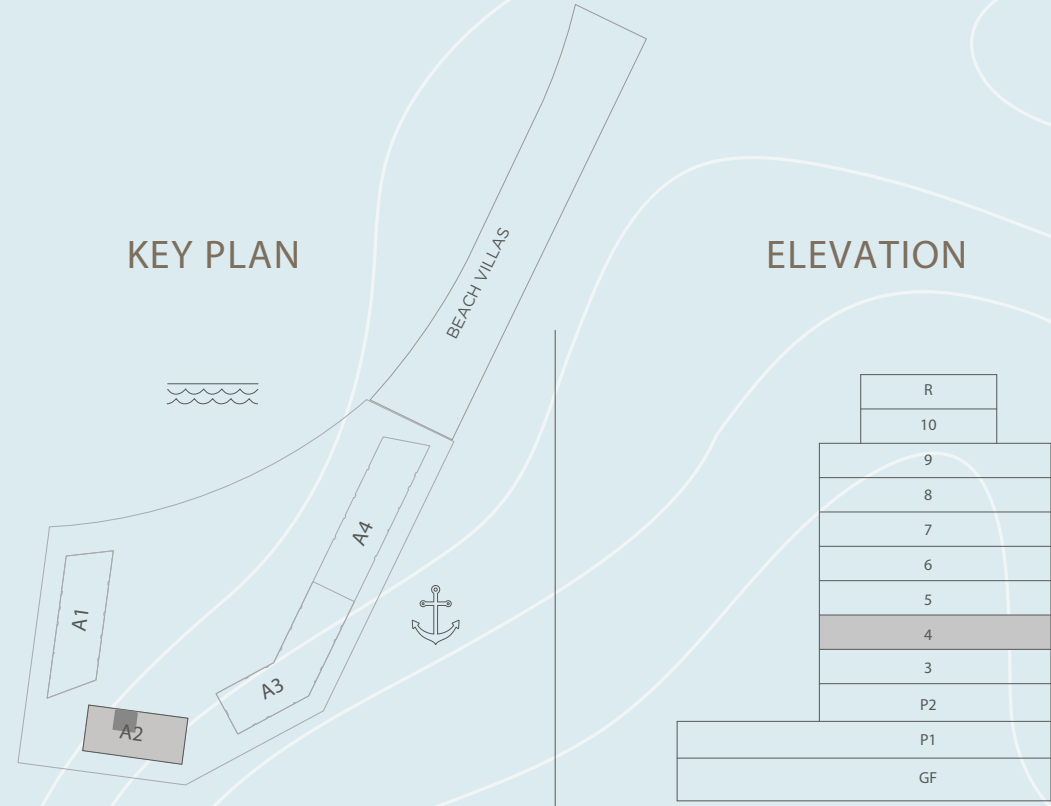 KEY PLAN
BEACH VILLAS
A4
A1
A3
A2
ELEVATION
R
10
9
8
7
6
5
4
3
P2
P1
GF